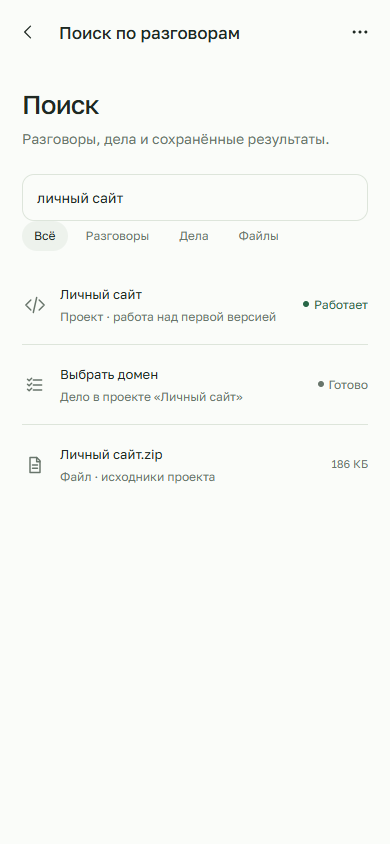 Поиск по разговорам
Поиск
Разговоры, дела и сохранённые результаты.
личный сайт
Всё Разговоры Дела Файлы
Личный сайт
Проект · работа над первой версией
Работает
Выбрать домен
Дело в проекте «Личный сайт»
Готово
Личный сайт.zip
Файл · исходники проекта
186 КБ